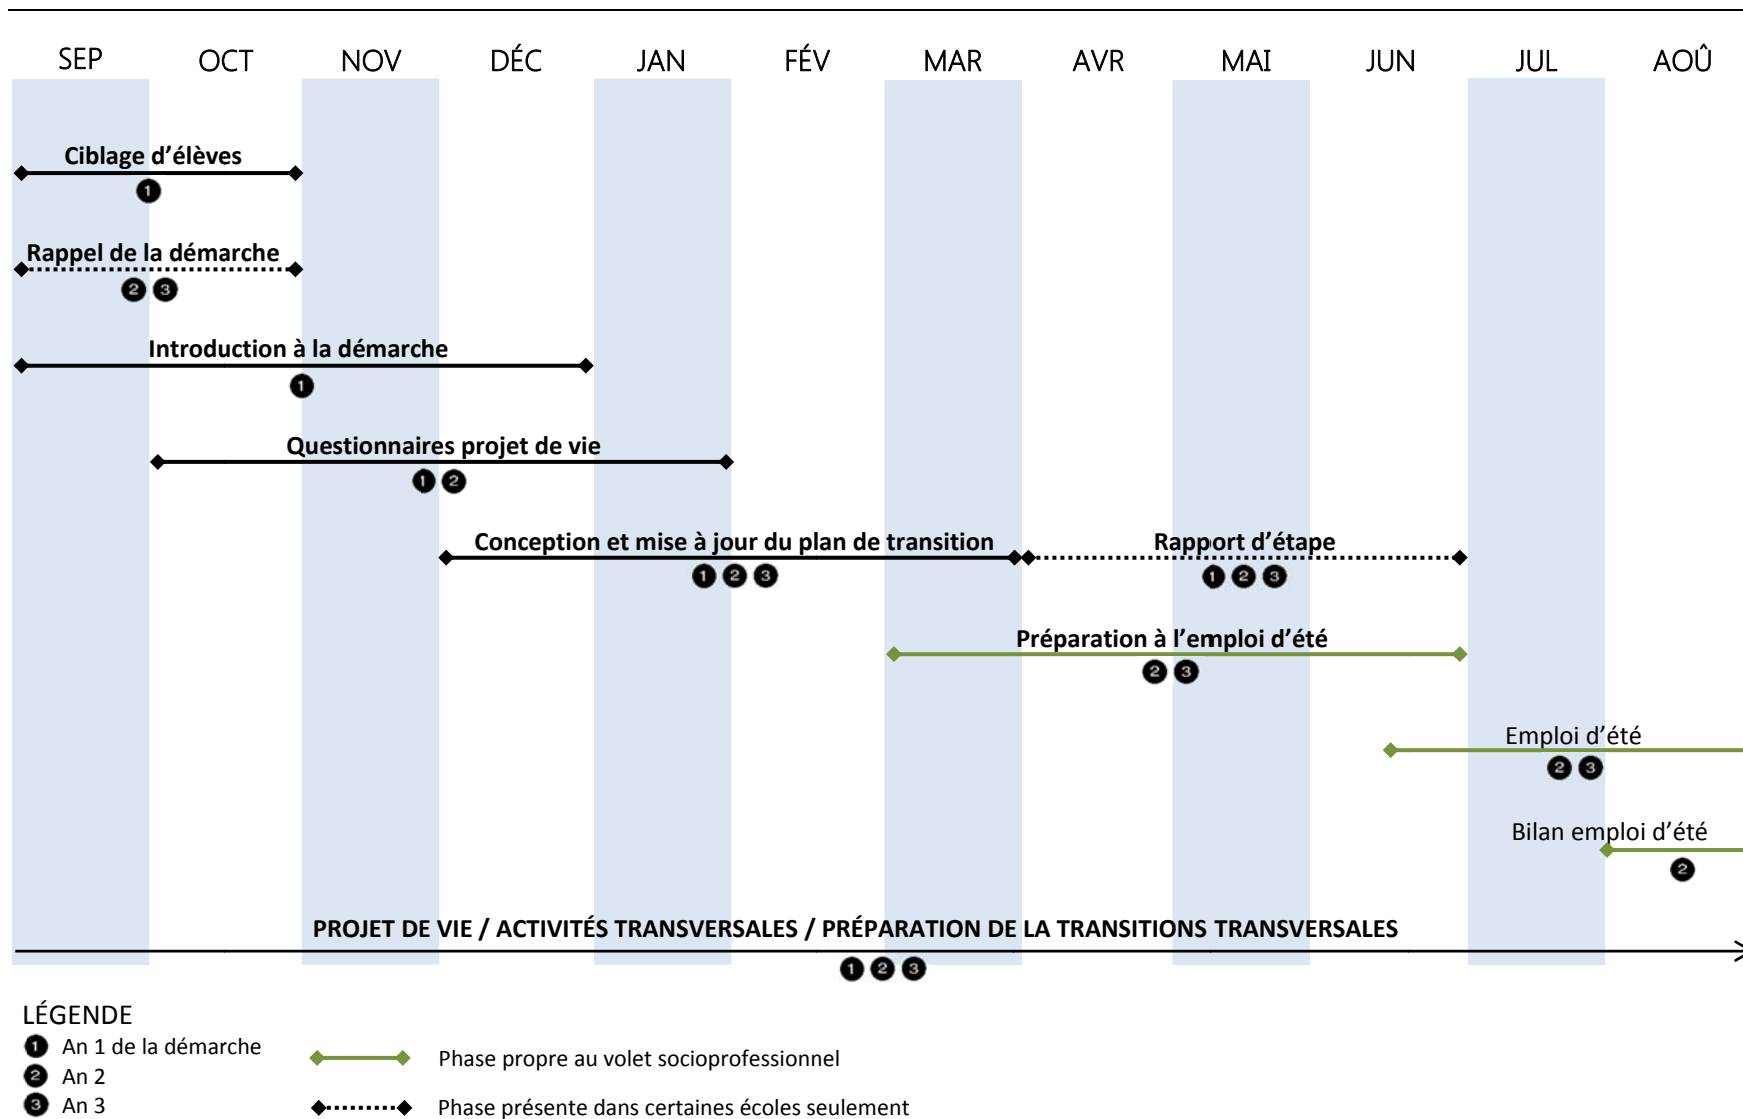 SEP OCT NOV DÉC JAN FÉV MAR AVR MAI JUN JUL AOÛ
Ciblage d'élèves
1
Rappel de la démarche
2 3
Introduction à la démarche
1
Questionnaires projet de vie
1 2
Conception et mise à jour du plan de transition Rapport d'étape
1 2 3 1 2 3
Préparation à l'emploi d'été
2 3
Emploi d'été
2 3
Bilan emploi d'été
2
PROJET DE VIE / ACTIVITÉS TRANSVERSALES / PRÉPARATION DE LA TRANSITIONS TRANSVERSALES
1 2 3
LÉGENDE
1 An 1 de la démarche
Phase propre au volet socioprofessionnel
2 An 2
3 An 3
Phase présente dans certaines écoles seulement